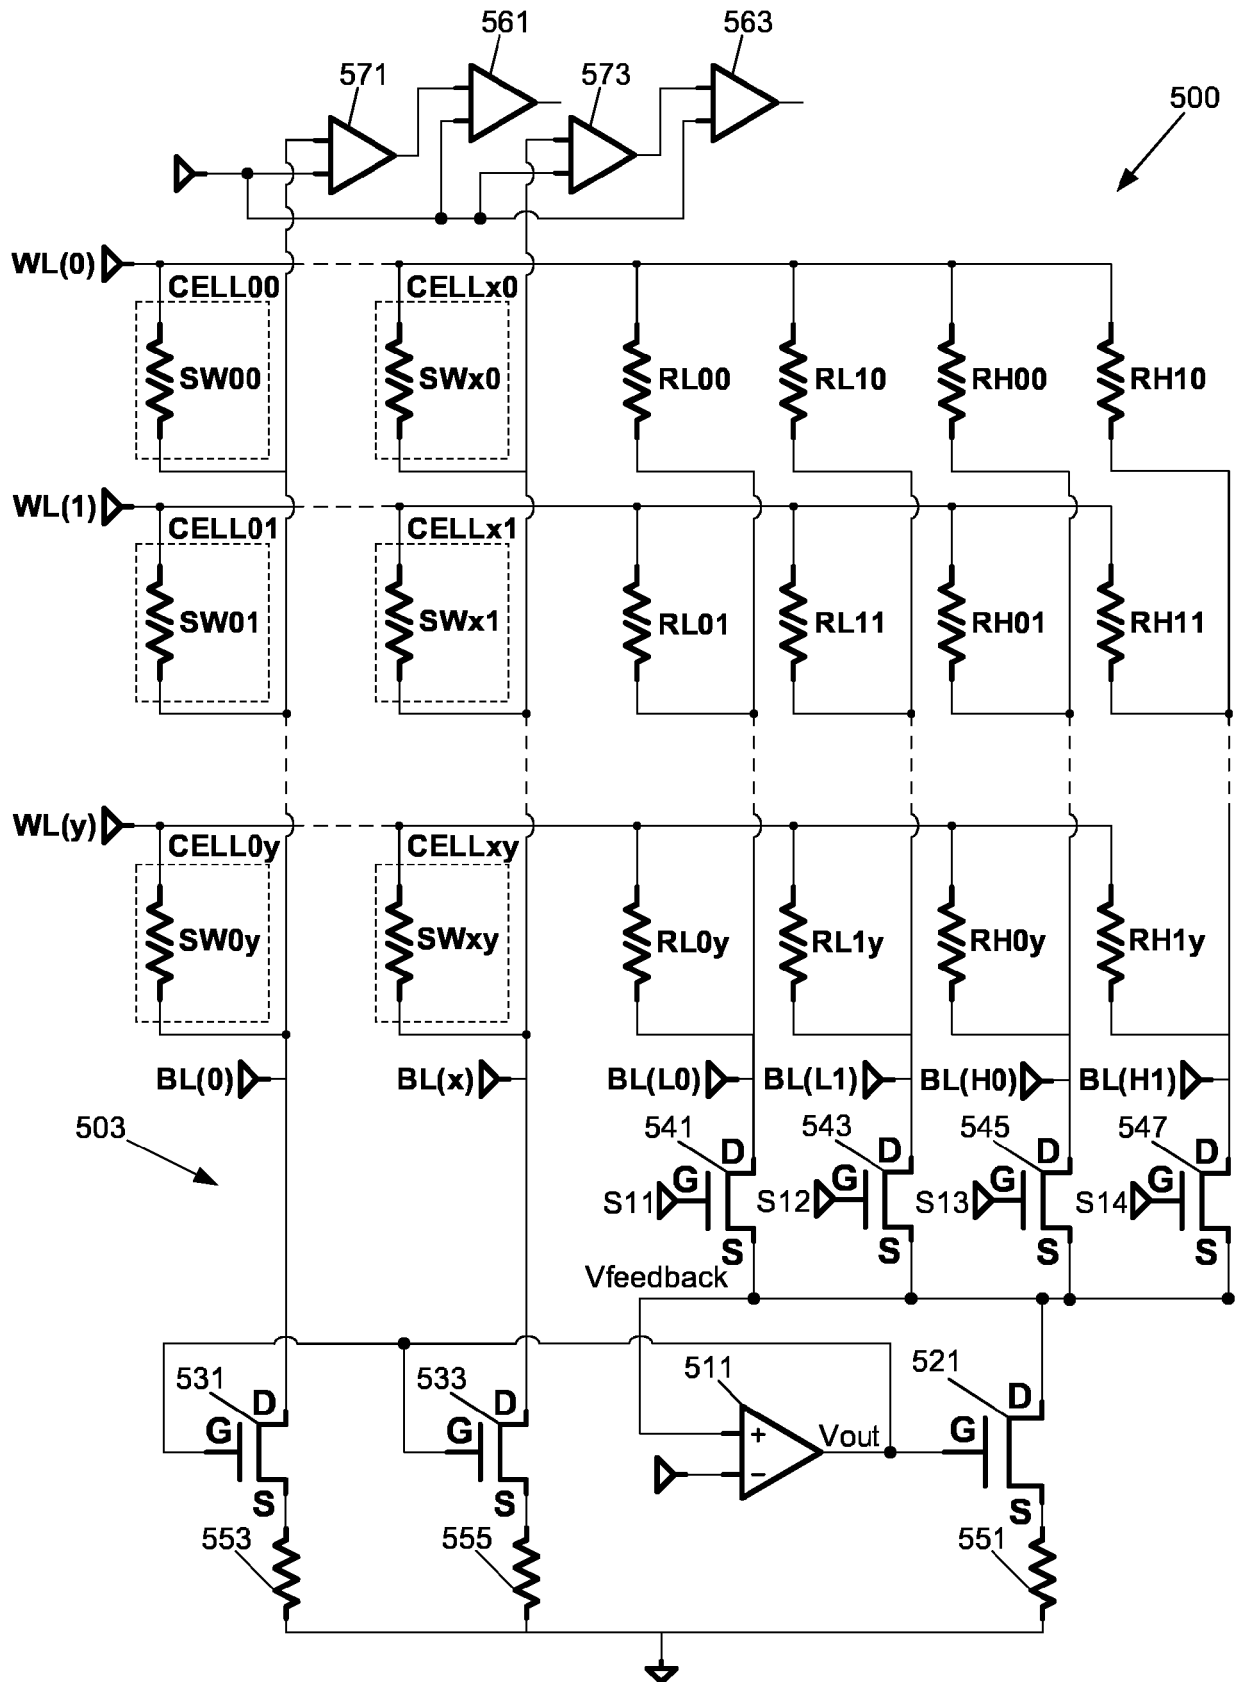 561
563
571
573
500
WL(0)
CELL00
CELLx0
SW00
SWx0
RL00
RL10
RH00
RH10
WL(1)
CELL01
CELLx1
SW01
SWx1
RL01
RL11
RH01
RH11
WL(y)
CELL0y
CELLxy
SW0y
SWxy
RL0y
RL1y
RH0y
RH1y
BL(0)
BL(x)
BL(L0)
BL(L1)
BL(H0)
BL(H1)
503
541
543
545
547
D
D
D
D
G
G
G
G
S11
S12
S13
S14
S
S
S
S
Vfeedback
531
533
511
521
D
D
D
G
G
+
Vout
G
−
S
S
S
553
555
551